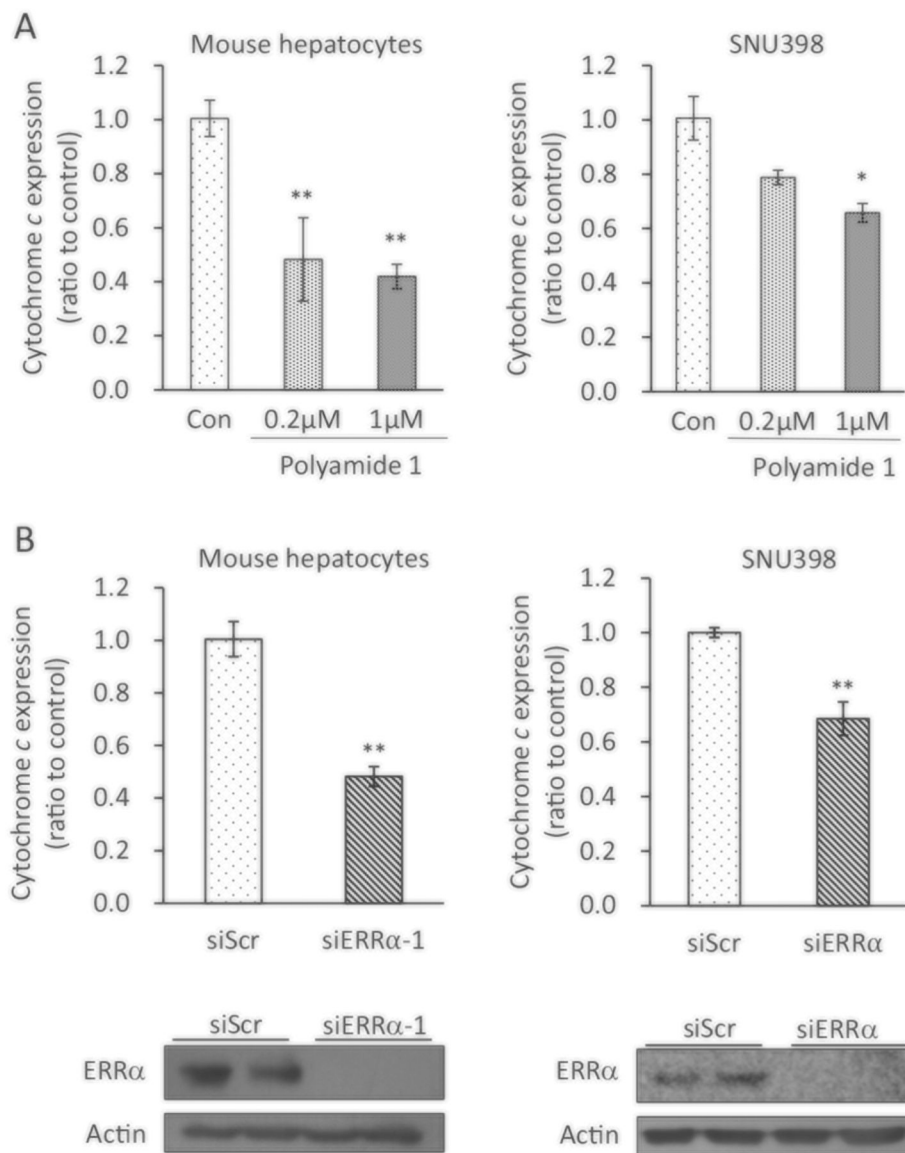 A
Mouse hepatocytes
Cytochrome c expression
(ratio to control)
1.2
1.0
0.8
0.6
0.4
0.2
0.0
**
**
Con
0.2µM
1µM
Polyamide 1
SNU398
Cytochrome c expression
(ratio to control)
1.2
1.0
0.8
0.6
0.4
0.2
0.0
*
Con
0.2µM
1µM
Polyamide 1
B
Mouse hepatocytes
Cytochrome c expression
(ratio to control)
1.2
1.0
0.8
0.6
0.4
0.2
0.0
**
siScr
siERRα-1
SNU398
Cytochrome c expression
(ratio to control)
1.2
1.0
0.8
0.6
0.4
0.2
0.0
**
siScr
siERRα
siScr
siERRα-1
ERRα
Actin
siScr
siERRα
ERRα
Actin